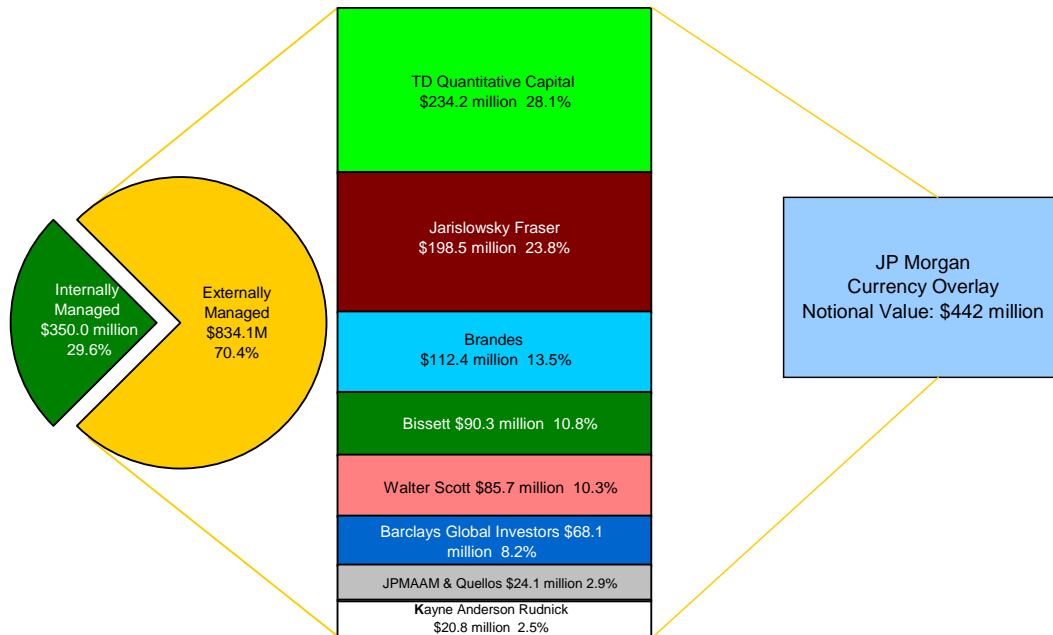 Internally
Managed
$350.0 million
29.6%
Externally
Managed
$834.1M
70.4%
TD Quantitative Capital
$234.2 million 28.1%
Jarislowsky Fraser
$198.5 million 23.8%
Brandes
$112.4 million 13.5%
Bissett $90.3 million 10.8%
Walter Scott $85.7 million 10.3%
Barclays Global Investors $68.1
million 8.2%
JPMAAM & Quellos $24.1 million 2.9%
Kayne Anderson Rudnick
$20.8 million 2.5%
JP Morgan
Currency Overlay
Notional Value: $442 million